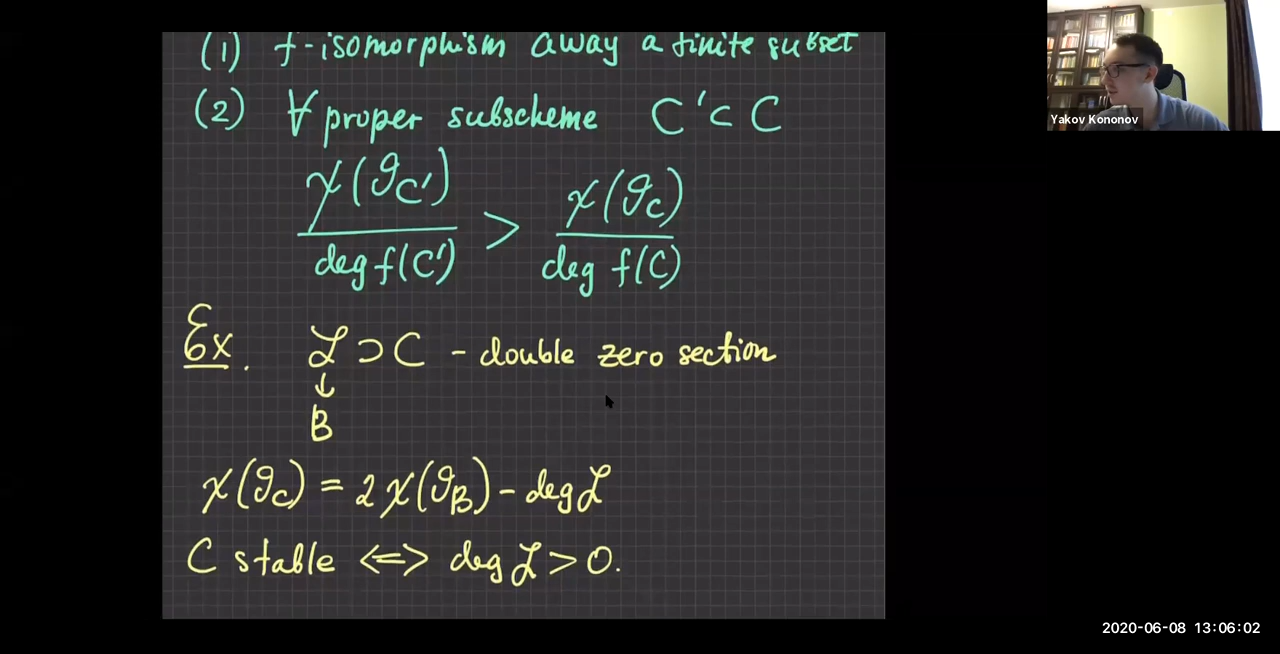 (1) f-isomorphism away a finite subset
(2) ∀ proper subscheme C' ⊂ C
χ(O_C') / deg f(C') > χ(O_C) / deg f(C)
Ex. L ⊃ C - double zero section
↓
B
χ(O_C) = 2χ(O_B) - deg L
C stable <=> deg L > 0.
Yakov Kononov
2020-06-08 13:06:02